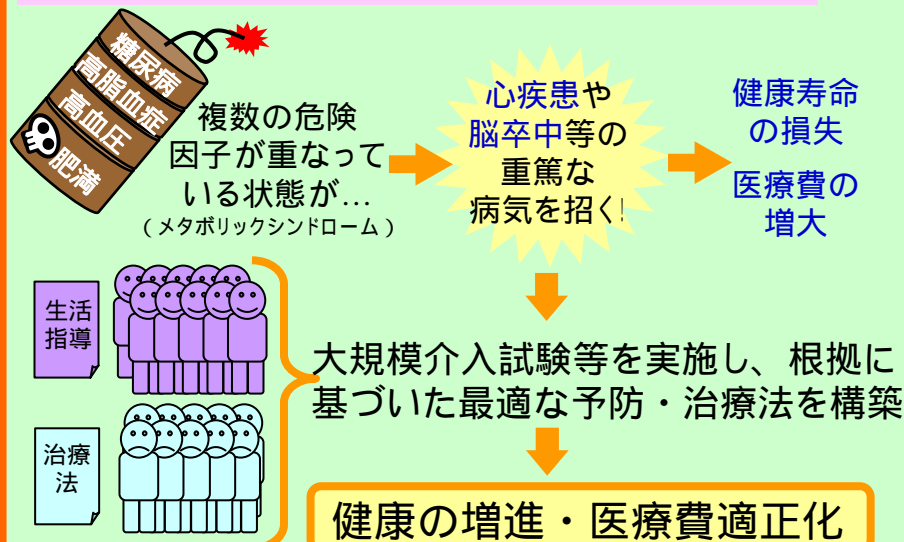 糖尿病
高脂血症
高血圧
肥満
複数の危険
因子が重なって
いる状態が…
(メタボリックシンドローム)
心疾患や
脳卒中等の
重篤な
病気を招く!
健康寿命
の損失
医療費の
増大
生活
指導
治療
法
大規模介入試験等を実施し、根拠に
基づいた最適な予防・治療法を構築
健康の増進・医療費適正化